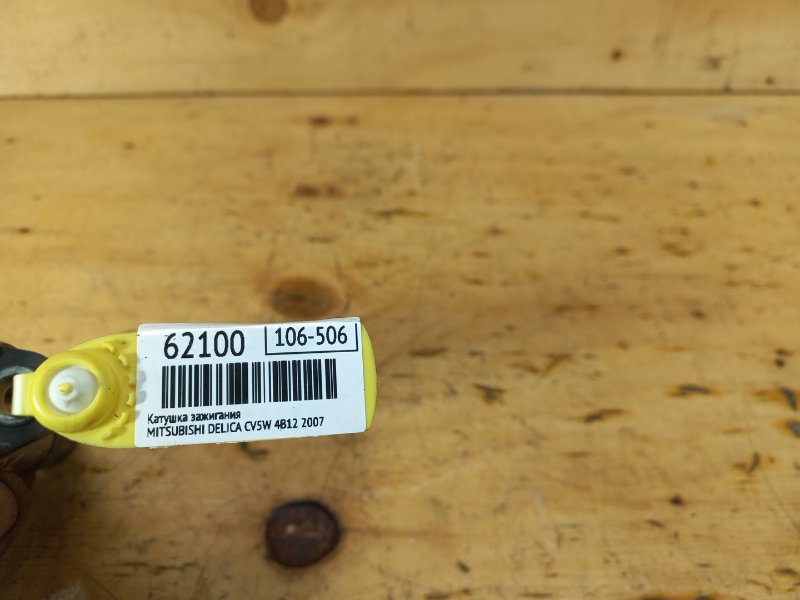 62100 106-506
Катушка зажигания
MITSUBISHI DELICA CV5W 4B12 2007